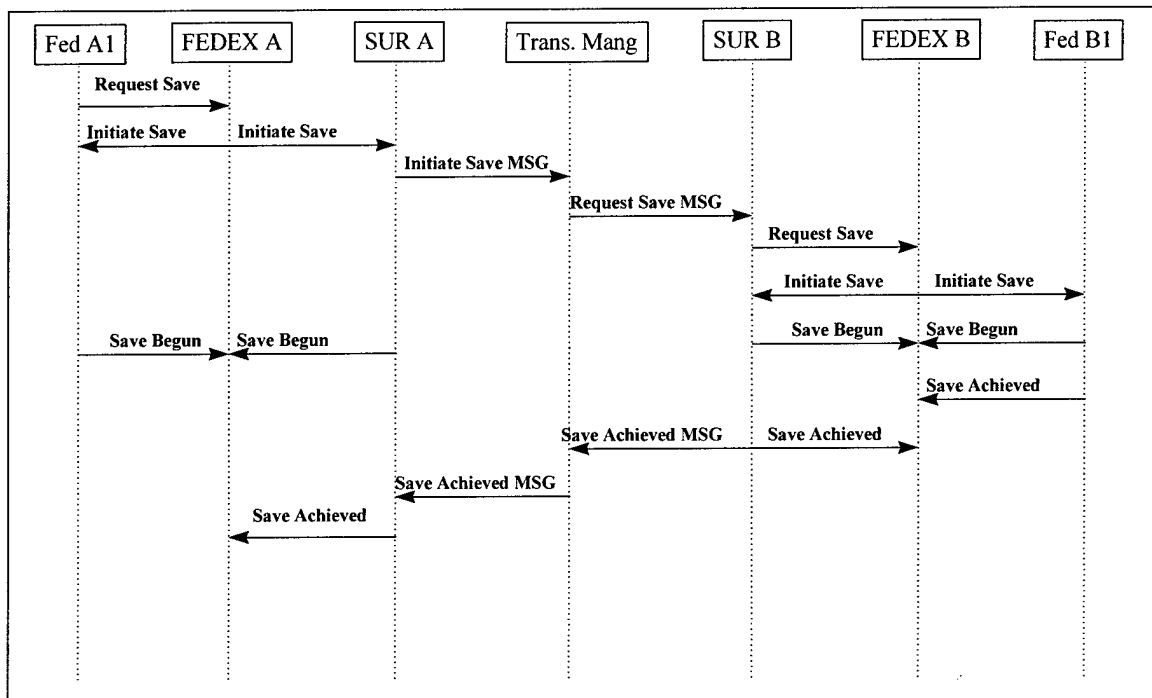 Fed A1 FEDEX A SUR A Trans. Mang SUR B FEDEX B Fed B1
Request Save
Initiate Save Initiate Save
Initiate Save MSG
Request Save MSG
Request Save
Initiate Save Initiate Save
Save Begun Save Begun
Save Begun Save Begun
Save Achieved
Save Achieved MSG Save Achieved
Save Achieved MSG
Save Achieved